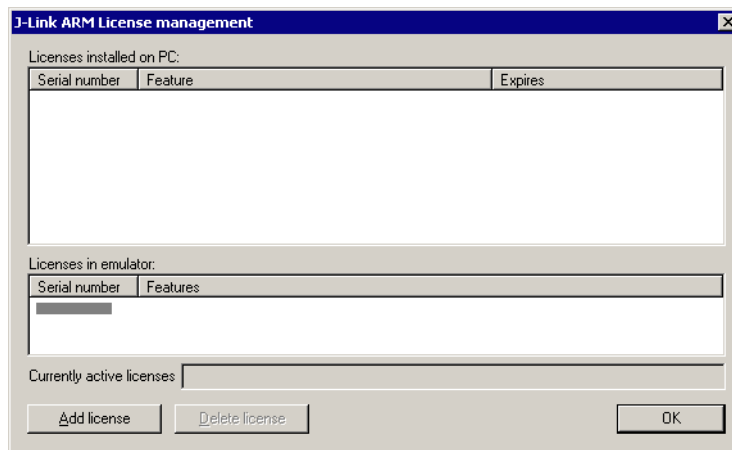 J-Link ARM License management
Licenses installed on PC:
Serial number Feature Expires
Licenses in emulator:
Serial number Features
Currently active licenses
Add license Delete license OK